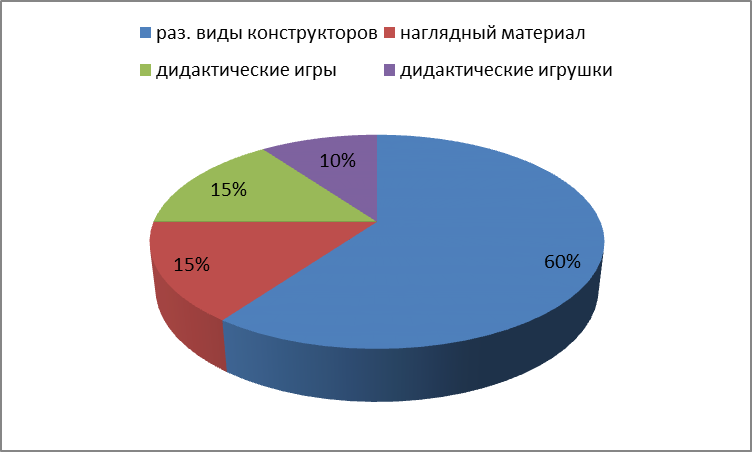 раз. виды конструкторов наглядный материал
дидактические игры дидактические игрушки
10%
15%
15%
60%